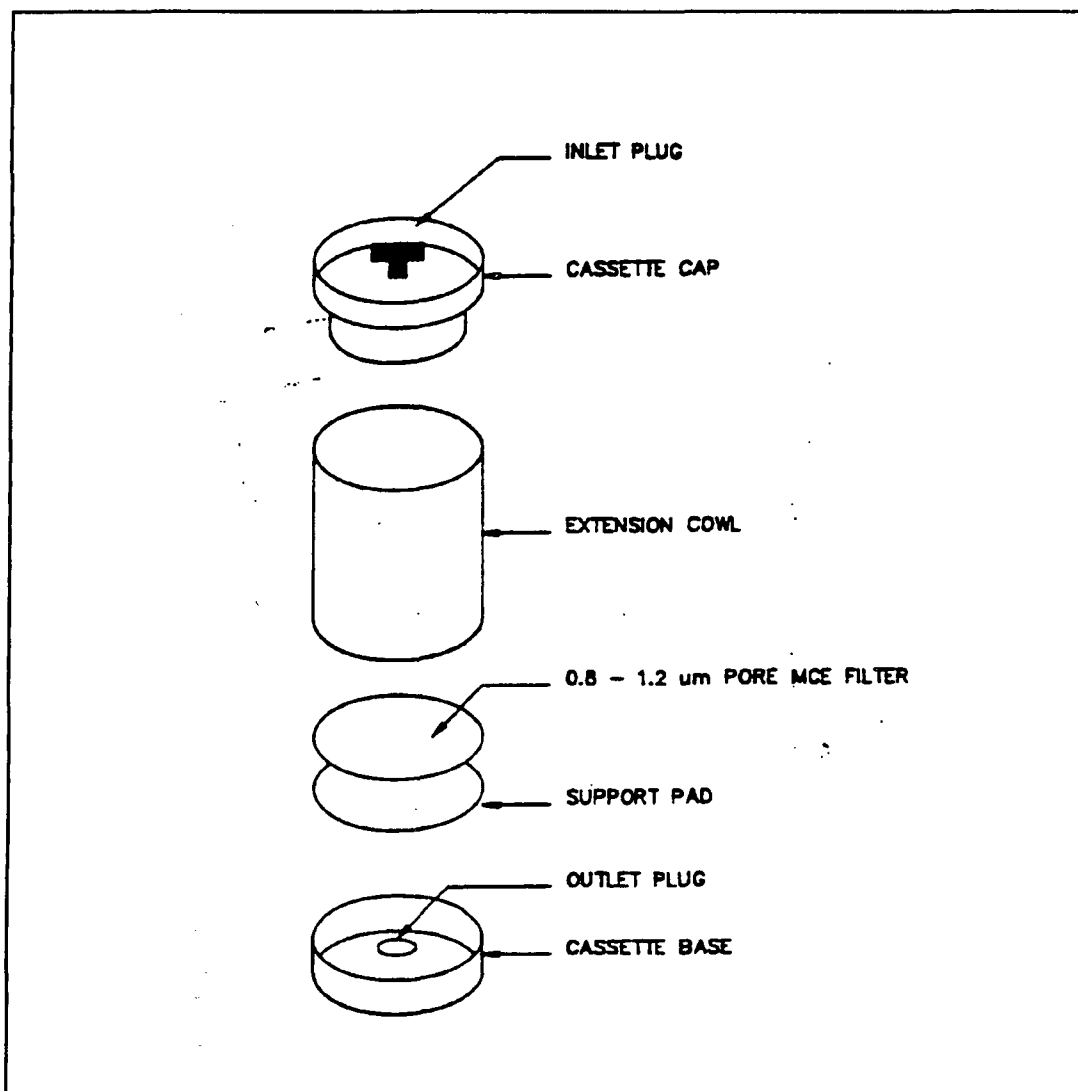 INLET PLUG
CASSETTE CAP
EXTENSION COWL
0.8 – 1.2 um PORE MCE FILTER
SUPPORT PAD
OUTLET PLUG
CASSETTE BASE